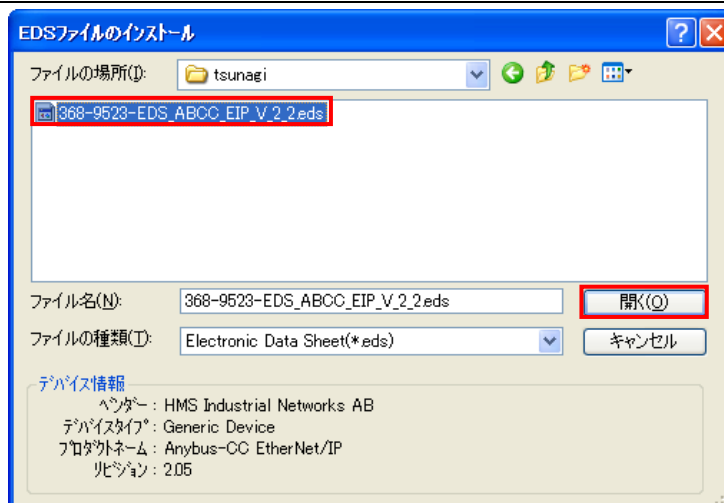 EDSファイルのインストール
ファイルの場所(I):
tsunagi
368-9523-EDS_ABCC_EIP_V_2_2.eds
ファイル名(N):
368-9523-EDS_ABCC_EIP_V_2_2.eds
開く(O)
ファイルの種類(T):
Electronic Data Sheet(*.eds)
キャンセル
デバイス情報
ベンダー : HMS Industrial Networks AB
デバイスタイプ : Generic Device
プロダクトネーム : Anybus-CC EtherNet/IP
リビジョン : 2.05